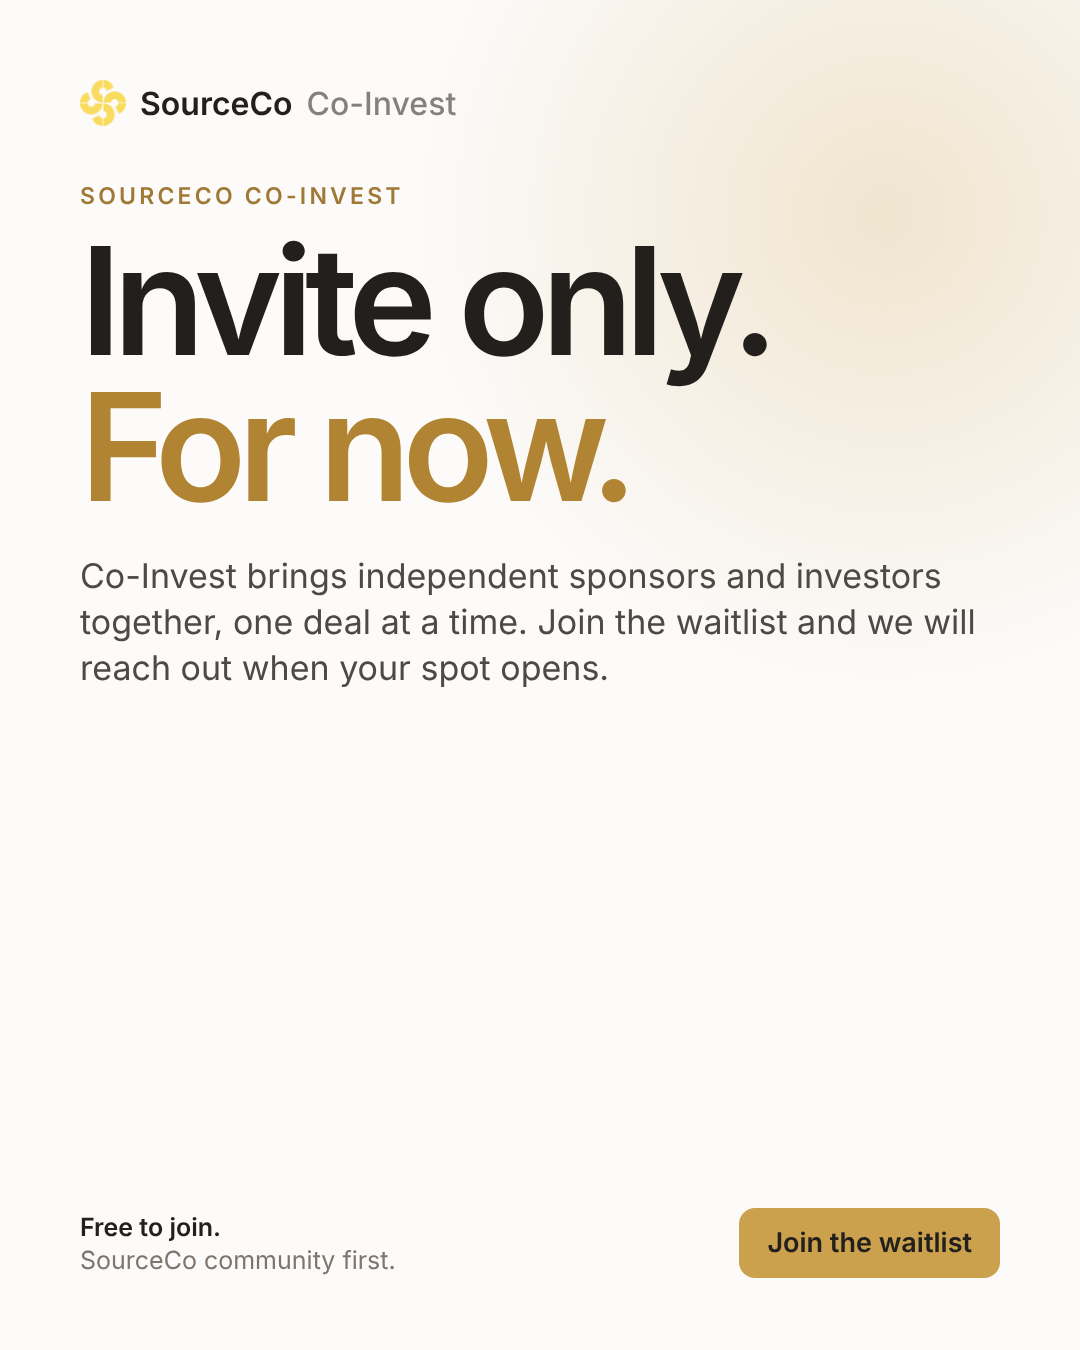 SourceCo Co-Invest
SOURCECO CO-INVEST
Invite only.
For now.
Co-Invest brings independent sponsors and investors
together, one deal at a time. Join the waitlist and we will
reach out when your spot opens.
Free to join.
SourceCo community first.
Join the waitlist